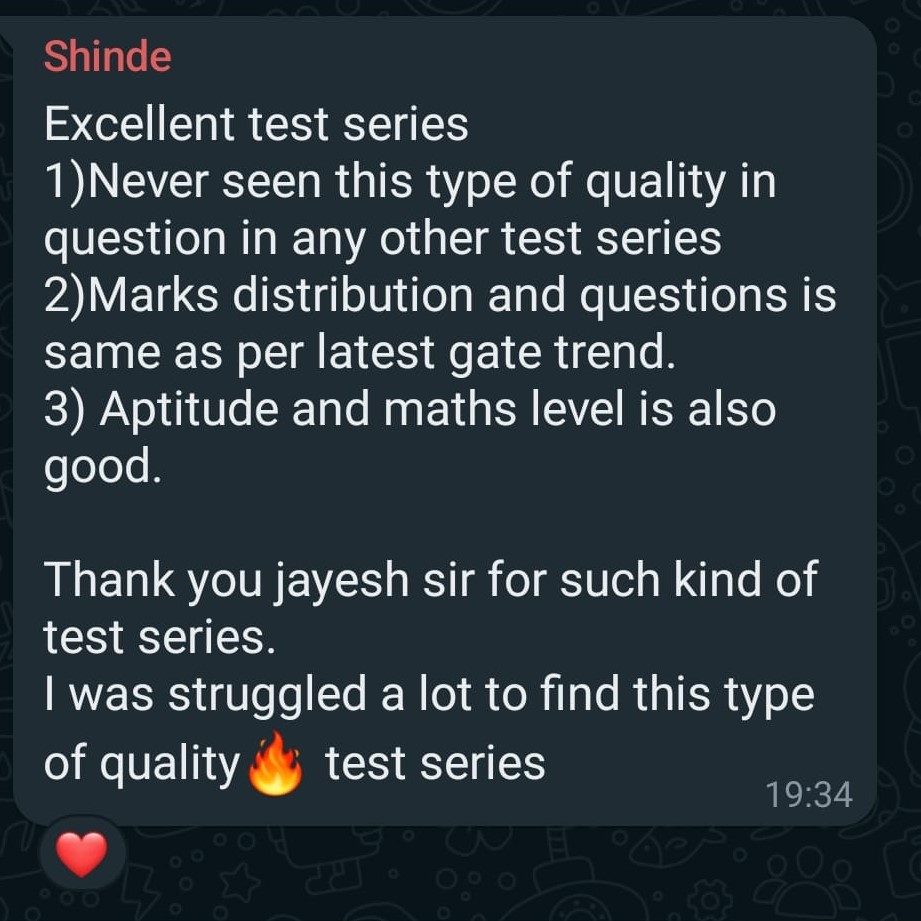 Shinde
Excellent test series
1)Never seen this type of quality in
question in any other test series
2)Marks distribution and questions is
same as per latest gate trend.
3) Aptitude and maths level is also
good.
Thank you jayesh sir for such kind of
test series.
I was struggled a lot to find this type
of quality🔥 test series
19:34